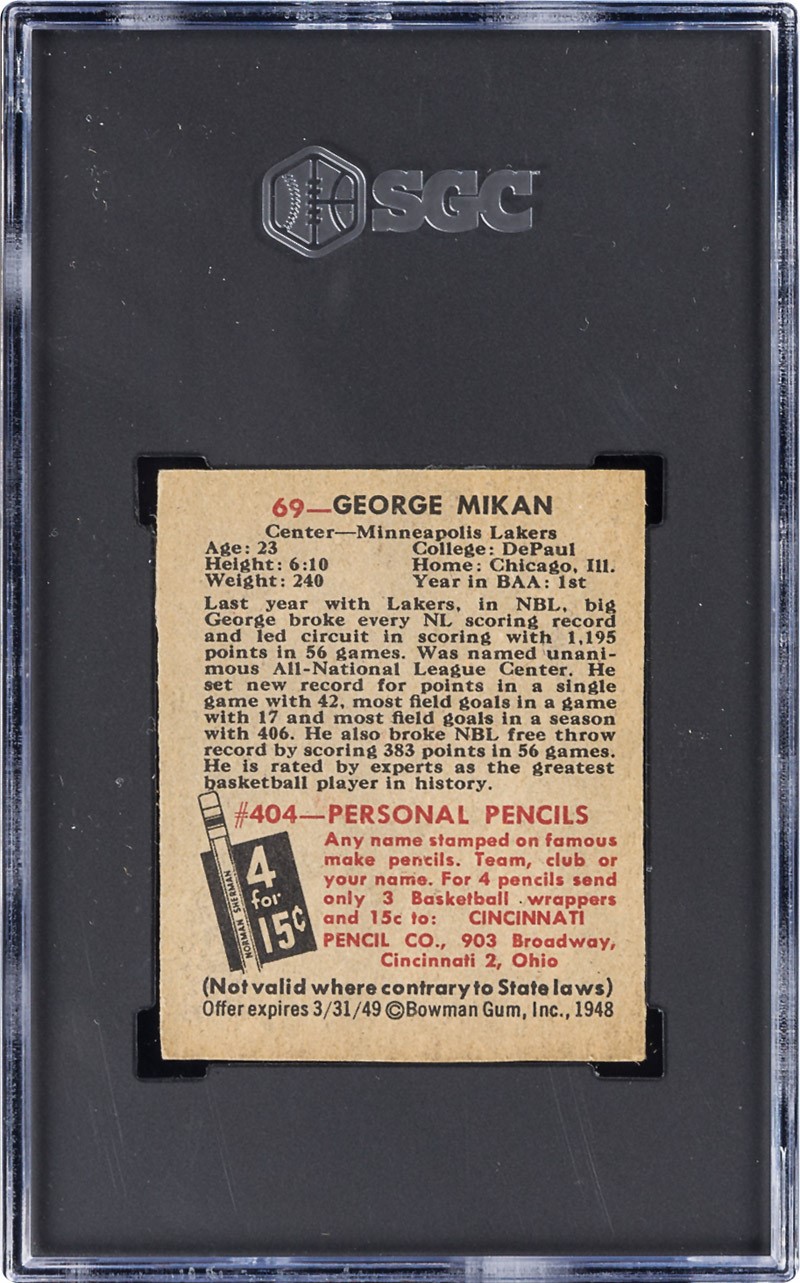 SGC
69—GEORGE MIKAN
Center—Minneapolis Lakers
Age: 23 College: DePaul
Height: 6:10 Home: Chicago, Ill.
Weight: 240 Year in BAA: 1st
Last year with Lakers, in NBL, big
George broke every NL scoring record
and led circuit in scoring with 1,195
points in 56 games. Was named unani-
mous All-National League Center. He
set new record for points in a single
game with 42, most field goals in a game
with 17 and most field goals in a season
with 406. He also broke NBL free throw
record by scoring 383 points in 56 games.
He is rated by experts as the greatest
basketball player in history.
#404—PERSONAL PENCILS
NORMAN SHERMAN
4
for
15¢
Any name stamped on famous
make pencils. Team, club or
your name. For 4 pencils send
only 3 Basketball wrappers
and 15c to: CINCINNATI
PENCIL CO., 903 Broadway,
Cincinnati 2, Ohio
(Not valid where contrary to State laws)
Offer expires 3/31/49 ©Bowman Gum, Inc., 1948